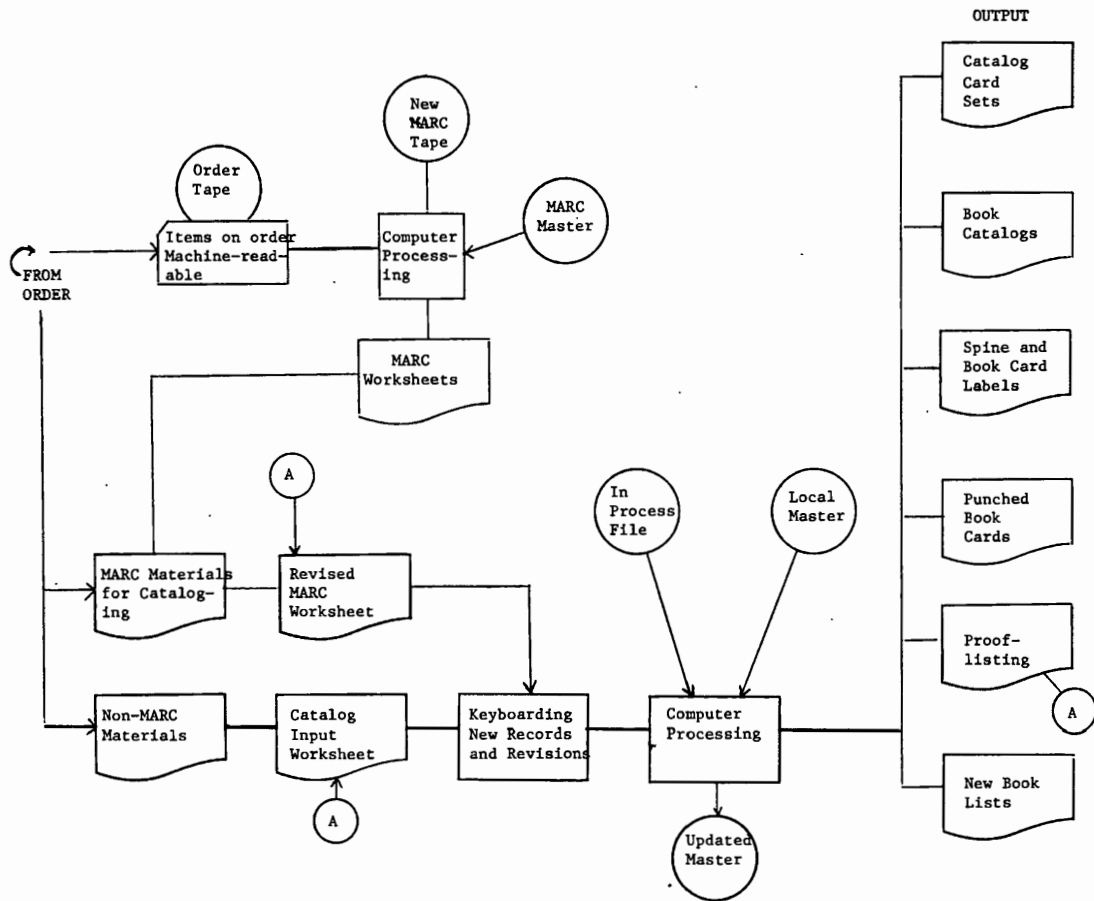 OUTPUT
Catalog
Card
Sets
New
MARC
Tape
Order
Tape
MARC
Master
Items on order
Machine-read-
able
Computer
Process-
ing
Book
Catalogs
FROM
ORDER
MARC
Worksheets
Spine and
Book Card
Labels
A
In
Process
File
Local
Master
Punched
Book
Cards
MARC Materials
for Catalog-
ing
Revised
MARC
Worksheet
Proof-
listing
Non-MARC
Materials
Catalog
Input
Worksheet
Keyboarding
New Records
and Revisions
Computer
Processing
A
New Book
Lists
A
Updated
Master